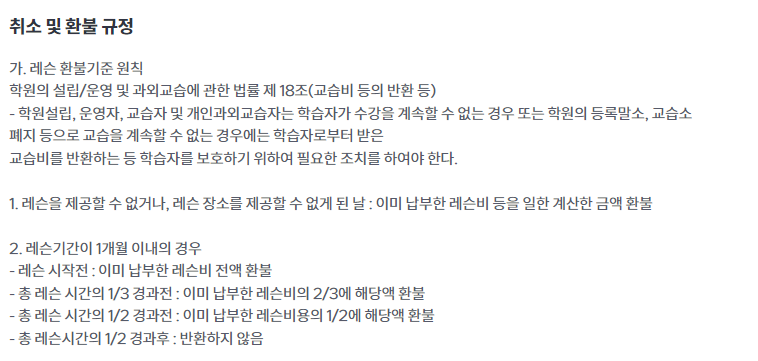 취소 및 환불 규정
가. 레슨 환불기준 원칙
학원의 설립/운영 및 과외교습에 관한 법률 제 18조(교습비 등의 반환 등)
- 학원설립, 운영자, 교습자 및 개인과외교습자는 학습자가 수강을 계속할 수 없는 경우 또는 학원의 등록말소, 교습소
폐지 등으로 교습을 계속할 수 없는 경우에는 학습자로부터 받은
교습비를 반환하는 등 학습자를 보호하기 위하여 필요한 조치를 하여야 한다.
1. 레슨을 제공할 수 없거나, 레슨 장소를 제공할 수 없게 된 날 : 이미 납부한 레슨비 등을 일한 계산한 금액 환불
2. 레슨기간이 1개월 이내의 경우
- 레슨 시작전 : 이미 납부한 레슨비 전액 환불
- 총 레슨 시간의 1/3 경과전 : 이미 납부한 레슨비의 2/3에 해당액 환불
- 총 레슨 시간의 1/2 경과전 : 이미 납부한 레슨비용의 1/2에 해당액 환불
- 총 레슨시간의 1/2 경과후 : 반환하지 않음